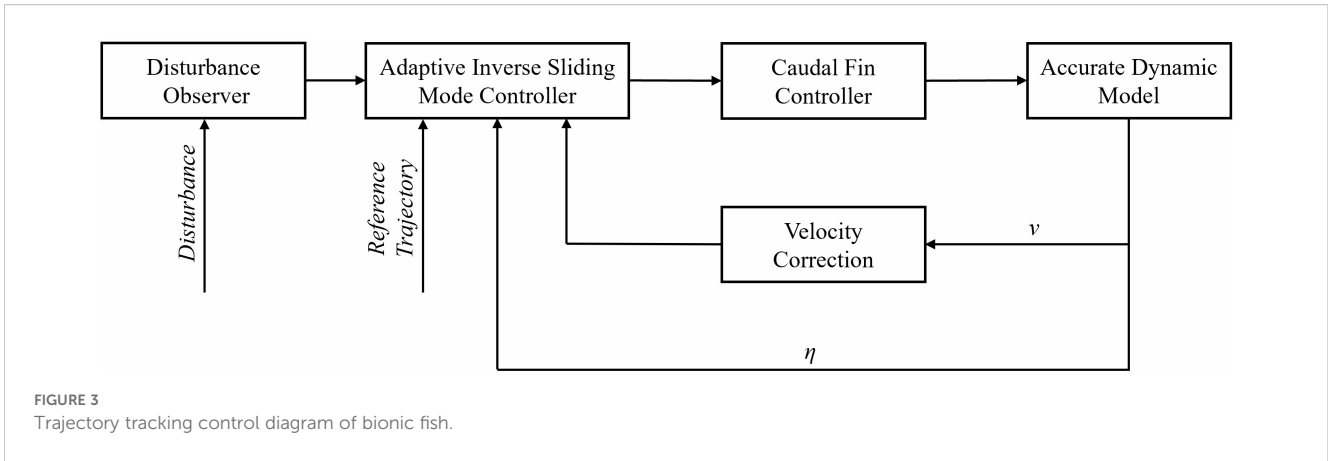 Disturbance
Observer
Adaptive Inverse Sliding
Mode Controller
Caudal Fin
Controller
Accurate Dynamic
Model
Disturbance
Reference
Trajectory
Velocity
Correction
v
η
FIGURE 3
Trajectory tracking control diagram of bionic fish.